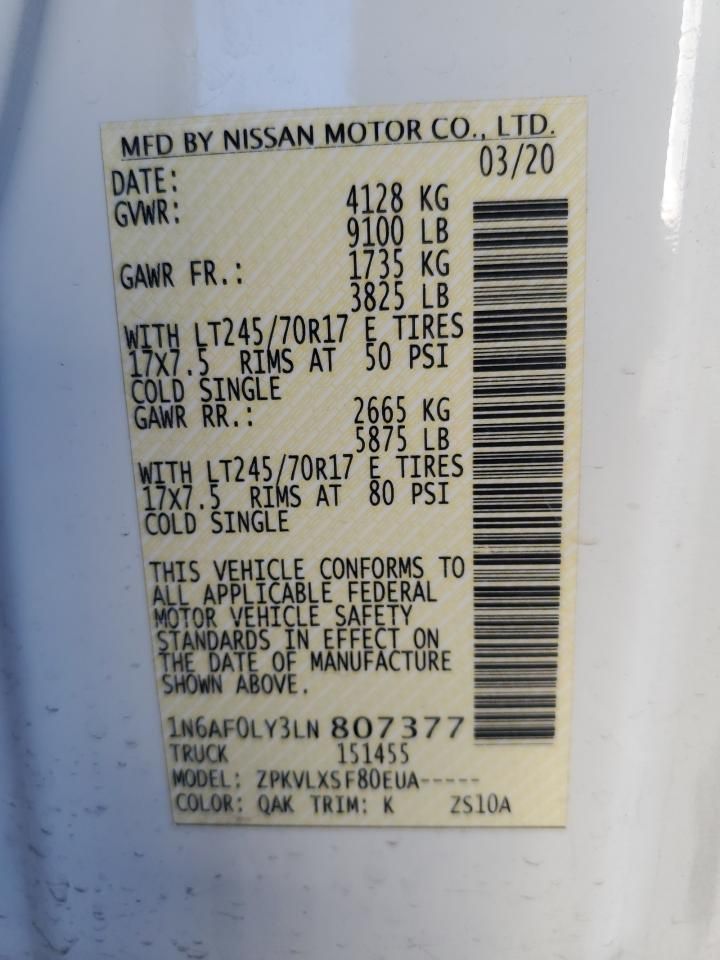 MFD BY NISSAN MOTOR CO., LTD.
DATE: 03/20
GVWR: 4128 KG
9100 LB
GAWR FR.: 1735 KG
3825 LB
WITH LT245/70R17 E TIRES
17X7.5 RIMS AT 50 PSI
COLD SINGLE
GAWR RR.: 2665 KG
5875 LB
WITH LT245/70R17 E TIRES
17X7.5 RIMS AT 80 PSI
COLD SINGLE
THIS VEHICLE CONFORMS TO
ALL APPLICABLE FEDERAL
MOTOR VEHICLE SAFETY
STANDARDS IN EFFECT ON
THE DATE OF MANUFACTURE
SHOWN ABOVE.
1N6AF0LY3LN 807377
TRUCK 151455
MODEL: ZPKVLXSF80EUA-----
COLOR: QAK TRIM: K ZS10A